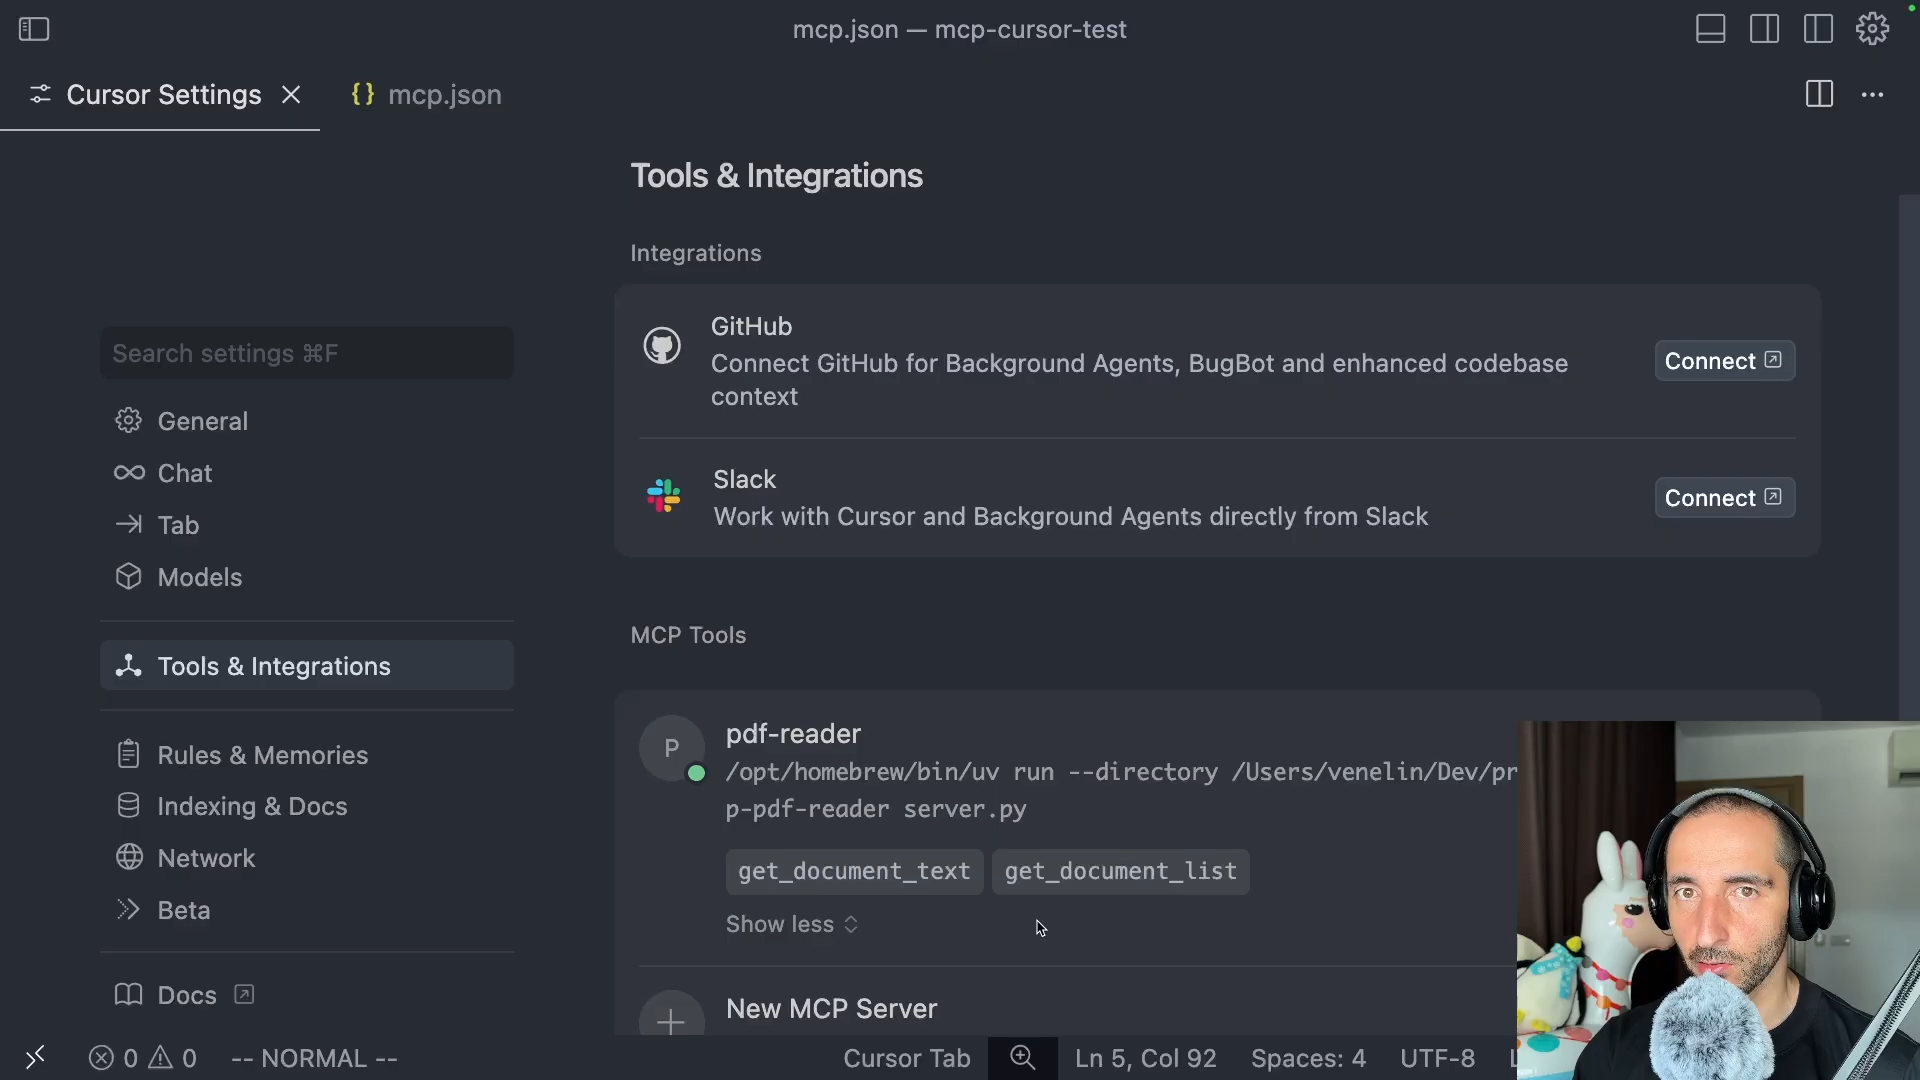 mcp.json — mcp-cursor-test
Cursor Settings
{} mcp.json
Tools & Integrations
Integrations
GitHub
Connect GitHub for Background Agents, BugBot and enhanced codebase
context
Connect
Slack
Work with Cursor and Background Agents directly from Slack
Connect
Search settings ⌘F
General
Chat
Tab
Models
Tools & Integrations
Rules & Memories
Indexing & Docs
Network
Beta
Docs
MCP Tools
P
pdf-reader
/opt/homebrew/bin/uv run --directory /Users/venelin/Dev/pr
p-pdf-reader server.py
get_document_text get_document_list
Show less
New MCP Server
0 0 -- NORMAL -- Cursor Tab Ln 5, Col 92 Spaces: 4 UTF-8